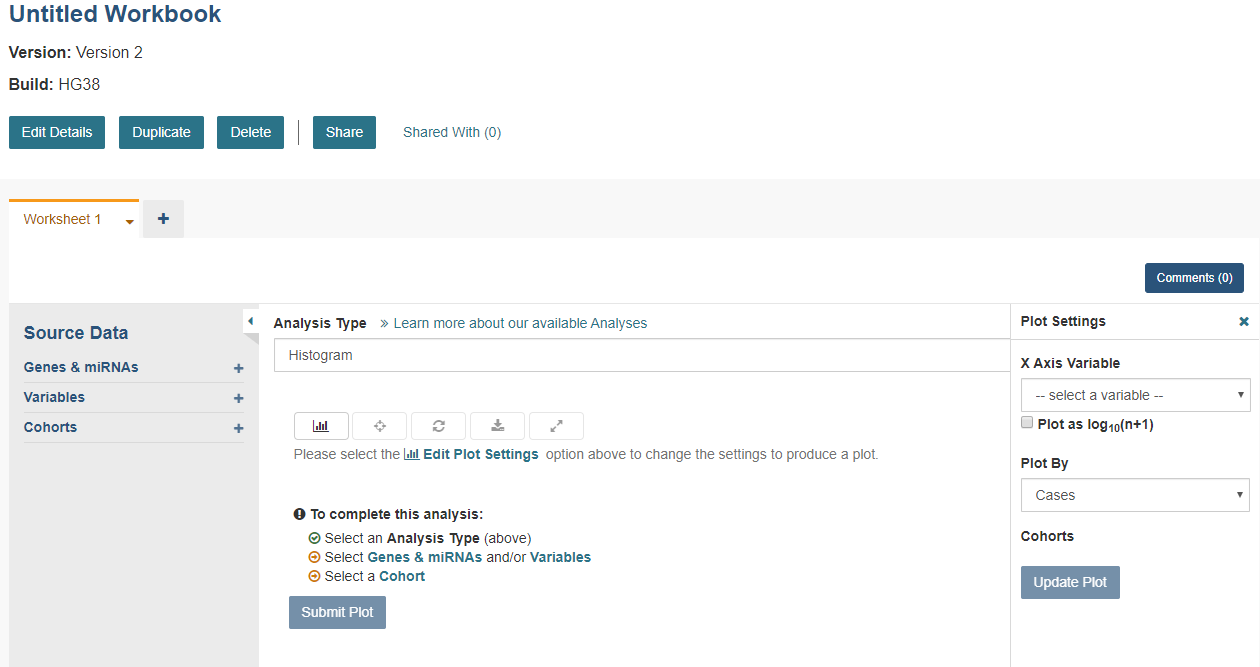 Untitled Workbook
Version: Version 2
Build: HG38
Edit Details Duplicate Delete Share Shared With (0)
Worksheet 1
Comments (0)
Source Data
Genes & miRNAs
Variables
Cohorts
Analysis Type » Learn more about our available Analyses
Histogram
Please select the Edit Plot Settings option above to change the settings to produce a plot.
To complete this analysis:
Select an Analysis Type (above)
Select Genes & miRNAs and/or Variables
Select a Cohort
Submit Plot
Plot Settings
X Axis Variable
-- select a variable --
Plot as log10(n+1)
Plot By
Cases
Cohorts
Update Plot